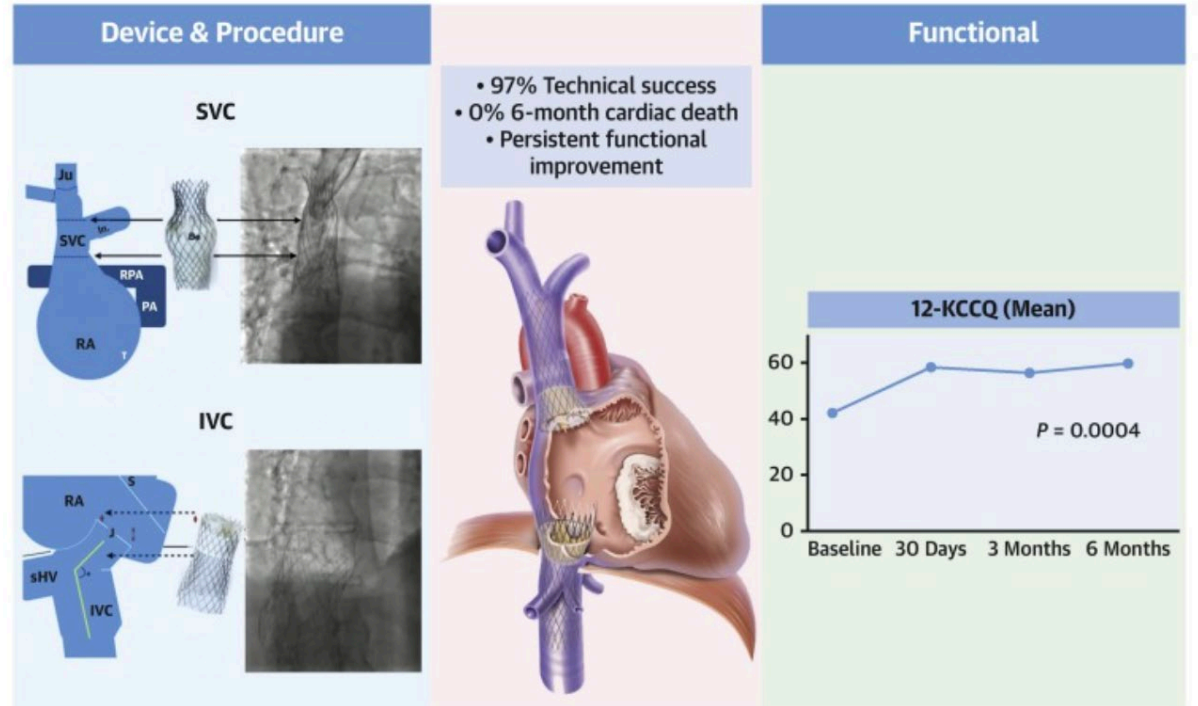 Device & Procedure
SVC
Ju
SVC
RPA
PA
RA
T
IVC
RA
S
J
sHV
IVC
• 97% Technical success
• 0% 6-month cardiac death
• Persistent functional
improvement
Functional
12-KCCQ (Mean)
60
40
20
0
P = 0.0004
Baseline 30 Days 3 Months 6 Months